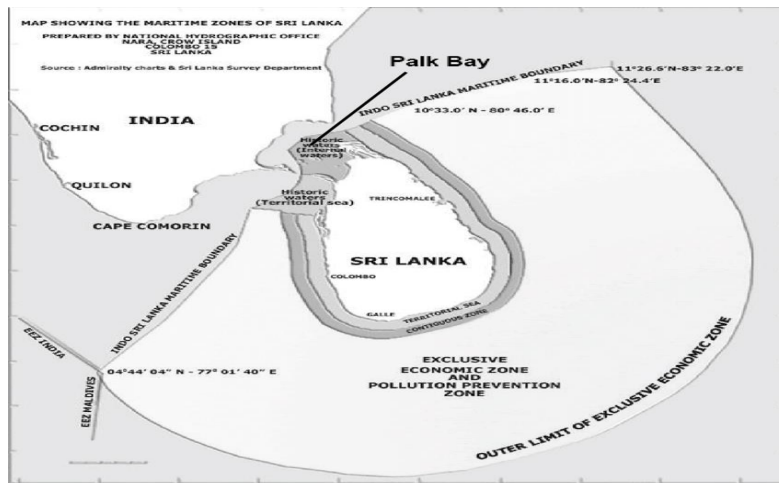 MAP SHOWING THE MARITIME ZONES OF SRI LANKA
PREPARED BY NATIONAL HYDROGRAPHIC OFFICE
NARA, CROW ISLAND
COLOMBO 15
SRI LANKA
Source : Admiralty charts & Sri Lanka Survey Department
Palk Bay
INDO SRI LANKA MARITIME BOUNDARY
11° 26.6'N-83° 22.0'E
11°16.0'N-82° 24.4'E
10°33.0' N - 80° 46.0' E
INDIA
COCHIN
QUILON
CAPE COMORIN
Historic
waters
(Internal
waters)
Historic
waters
(Territorial sea)
TRINCOMALEE
SRI LANKA
COLOMBO
GALLE
TERRITORIAL SEA
CONTIGUOUS ZONE
INDO SRI LANKA MARITIME BOUNDARY
EEZ INDIA
EEZ MALDIVES
04° 44' 04" N - 77° 01' 40" E
EXCLUSIVE
ECONOMIC ZONE
AND
POLLUTION PREVENTION
ZONE
OUTER LIMIT OF EXCLUSIVE ECONOMIC ZONE